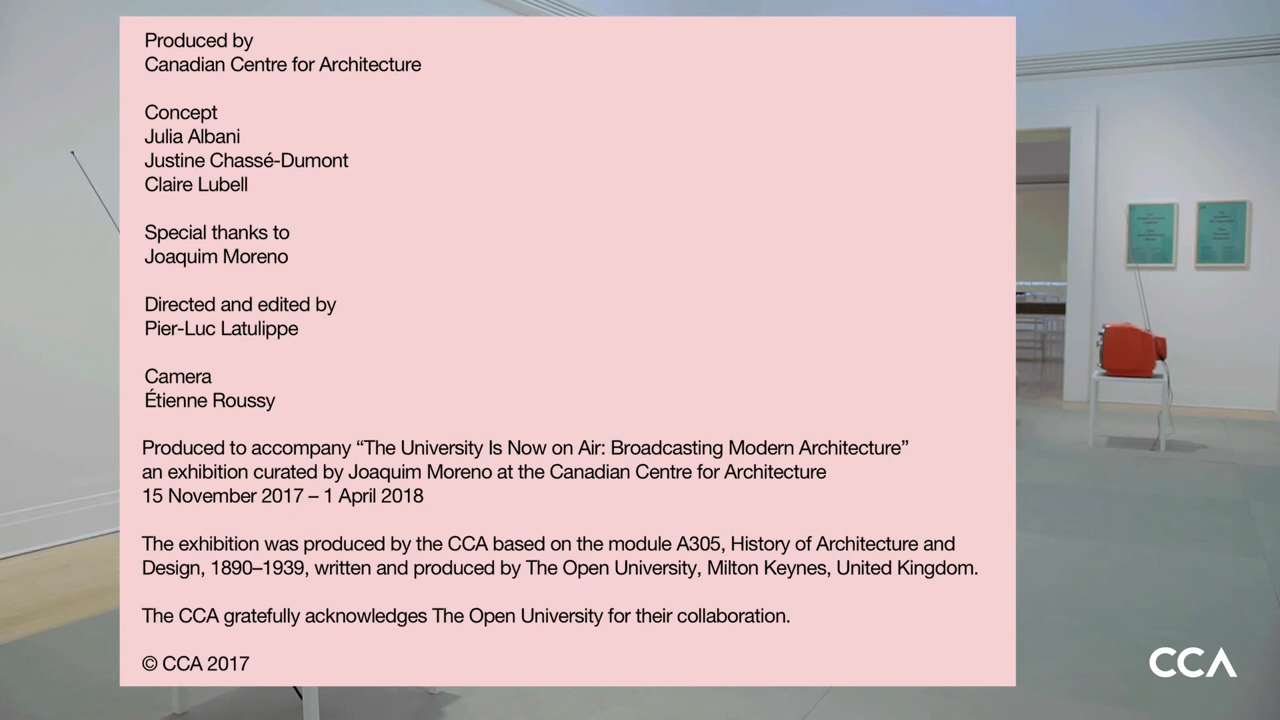 Produced by
Canadian Centre for Architecture
Concept
Julia Albani
Justine Chassé-Dumont
Claire Lubell
Special thanks to
Joaquim Moreno
Directed and edited by
Pier-Luc Latulippe
Camera
Étienne Roussy
Produced to accompany “The University Is Now on Air: Broadcasting Modern Architecture”
an exhibition curated by Joaquim Moreno at the Canadian Centre for Architecture
15 November 2017 – 1 April 2018
The exhibition was produced by the CCA based on the module A305, History of Architecture and
Design, 1890–1939, written and produced by The Open University, Milton Keynes, United Kingdom.
The CCA gratefully acknowledges The Open University for their collaboration.
© CCA 2017
CCA